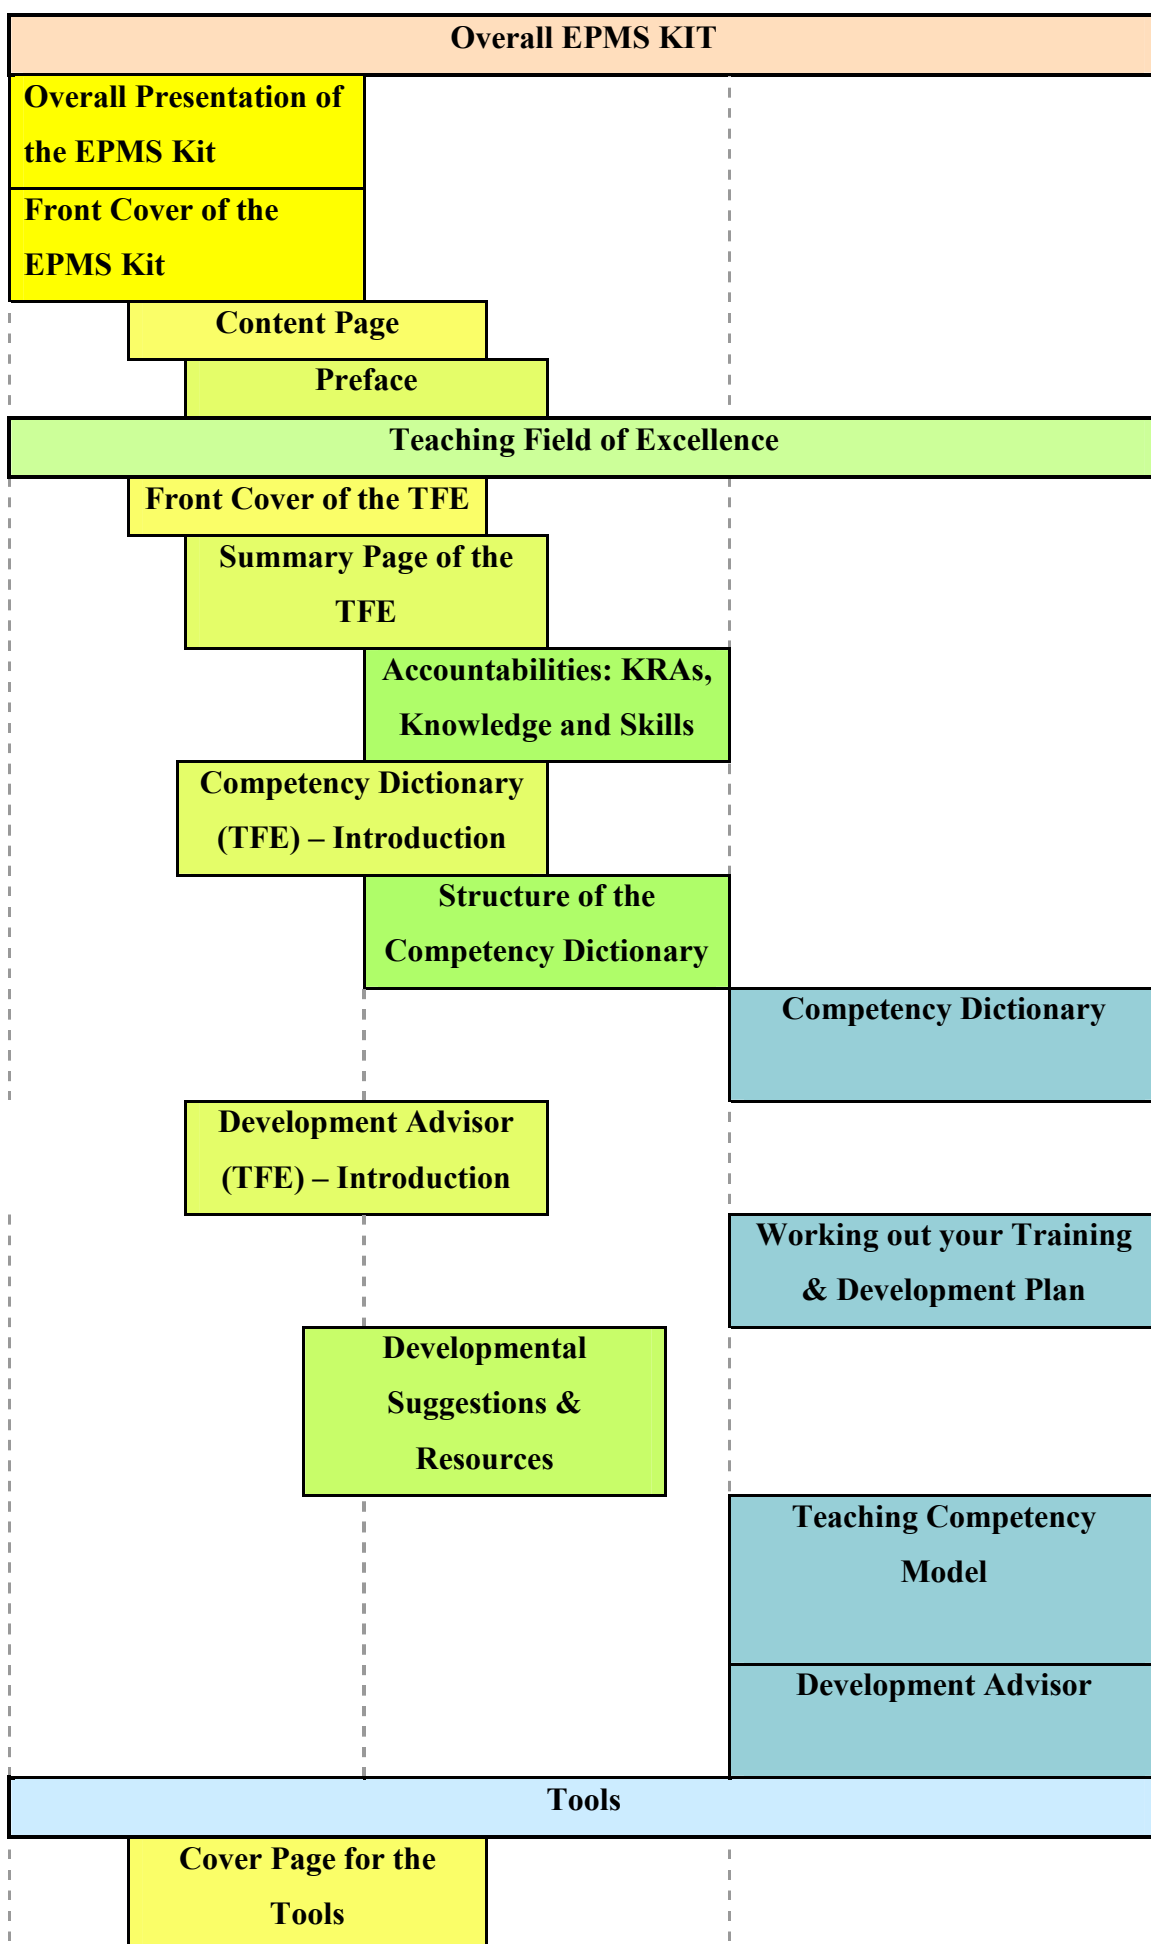 Overall EPMS KIT
Overall Presentation of
the EPMS Kit
Front Cover of the
EPMS Kit
Content Page
Preface
Teaching Field of Excellence
Front Cover of the TFE
Summary Page of the
TFE
Accountabilities: KRAs,
Knowledge and Skills
Competency Dictionary
(TFE) – Introduction
Structure of the
Competency Dictionary
Competency Dictionary
Development Advisor
(TFE) – Introduction
Working out your Training
& Development Plan
Developmental
Suggestions &
Resources
Teaching Competency
Model
Development Advisor
Tools
Cover Page for the
Tools